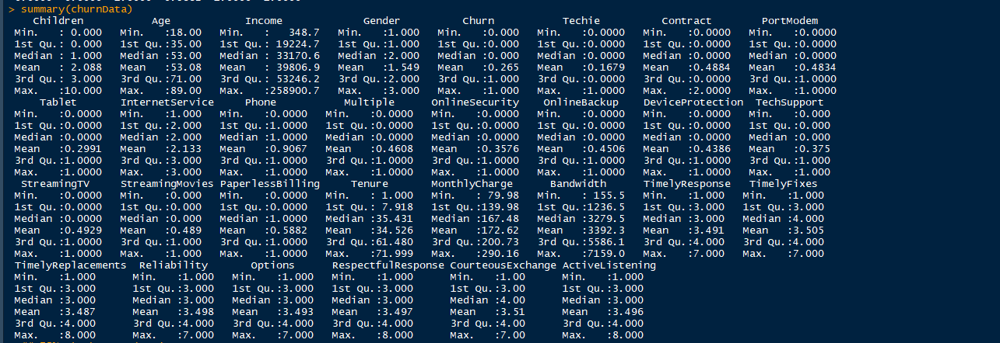 > summary(churnData)
Children Age Income Gender Churn Techie Contract PortModem
Min. : 0.000 Min. :18.00 Min. : 348.7 Min. :1.000 Min. :0.000 Min. :0.0000 Min. :0.0000 Min. :0.0000
1st Qu.: 0.000 1st Qu.:35.00 1st Qu.: 19224.7 1st Qu.:1.000 1st Qu.:0.000 1st Qu.:0.0000 1st Qu.:0.0000 1st Qu.:0.0000
Median : 1.000 Median :53.00 Median : 33170.6 Median :2.000 Median :0.000 Median :0.0000 Median :0.0000 Median :0.0000
Mean : 2.088 Mean :53.08 Mean : 39806.9 Mean :1.549 Mean :0.265 Mean :0.1679 Mean :0.4884 Mean :0.4834
3rd Qu.: 3.000 3rd Qu.:71.00 3rd Qu.: 53246.2 3rd Qu.:2.000 3rd Qu.:1.000 3rd Qu.:0.0000 3rd Qu.:1.0000 3rd Qu.:1.0000
Max. :10.000 Max. :89.00 Max. :258900.7 Max. :3.000 Max. :1.000 Max. :1.0000 Max. :2.0000 Max. :1.0000
Tablet InternetService Phone Multiple OnlineSecurity OnlineBackup DeviceProtection TechSupport
Min. :0.0000 Min. :1.000 Min. :0.0000 Min. :0.0000 Min. :0.0000 Min. :0.0000 Min. :0.0000 Min. :0.000
1st Qu.:0.0000 1st Qu.:2.000 1st Qu.:1.0000 1st Qu.:0.0000 1st Qu.:0.0000 1st Qu.:0.0000 1st Qu.:0.0000 1st Qu.:0.000
Median :0.0000 Median :2.000 Median :1.0000 Median :0.0000 Median :0.0000 Median :0.0000 Median :0.0000 Median :0.000
Mean :0.2991 Mean :2.133 Mean :0.9067 Mean :0.4608 Mean :0.3576 Mean :0.4506 Mean :0.4386 Mean :0.375
3rd Qu.:1.0000 3rd Qu.:3.000 3rd Qu.:1.0000 3rd Qu.:1.0000 3rd Qu.:1.0000 3rd Qu.:1.0000 3rd Qu.:1.0000 3rd Qu.:1.000
Max. :1.0000 Max. :3.000 Max. :1.0000 Max. :1.0000 Max. :1.0000 Max. :1.0000 Max. :1.0000 Max. :1.000
StreamingTV StreamingMovies PaperlessBilling Tenure MonthlyCharge Bandwidth TimelyResponse TimelyFixes
Min. :0.0000 Min. :0.000 Min. :0.0000 Min. : 1.000 Min. : 79.98 Min. : 155.5 Min. :1.000 Min. :1.000
1st Qu.:0.0000 1st Qu.:0.000 1st Qu.:0.0000 1st Qu.: 7.918 1st Qu.:139.98 1st Qu.:1236.5 1st Qu.:3.000 1st Qu.:3.000
Median :0.0000 Median :0.000 Median :1.0000 Median :35.431 Median :167.48 Median :3279.5 Median :3.000 Median :4.000
Mean :0.4929 Mean :0.489 Mean :0.5882 Mean :34.526 Mean :172.62 Mean :3392.3 Mean :3.491 Mean :3.505
3rd Qu.:1.0000 3rd Qu.:1.000 3rd Qu.:1.0000 3rd Qu.:61.480 3rd Qu.:200.73 3rd Qu.:5586.1 3rd Qu.:4.000 3rd Qu.:4.000
Max. :1.0000 Max. :1.000 Max. :1.0000 Max. :71.999 Max. :290.16 Max. :7159.0 Max. :7.000 Max. :7.000
TimelyReplacements Reliability Options RespectfulResponse CourteousExchange ActiveListening
Min. :1.000 Min. :1.000 Min. :1.000 Min. :1.000 Min. :1.00 Min. :1.000
1st Qu.:3.000 1st Qu.:3.000 1st Qu.:3.000 1st Qu.:3.000 1st Qu.:3.00 1st Qu.:3.000
Median :3.000 Median :3.000 Median :3.000 Median :3.000 Median :4.00 Median :3.000
Mean :3.487 Mean :3.498 Mean :3.493 Mean :3.497 Mean :3.51 Mean :3.496
3rd Qu.:4.000 3rd Qu.:4.000 3rd Qu.:4.000 3rd Qu.:4.000 3rd Qu.:4.00 3rd Qu.:4.000
Max. :8.000 Max. :7.000 Max. :7.000 Max. :8.000 Max. :7.00 Max. :8.000